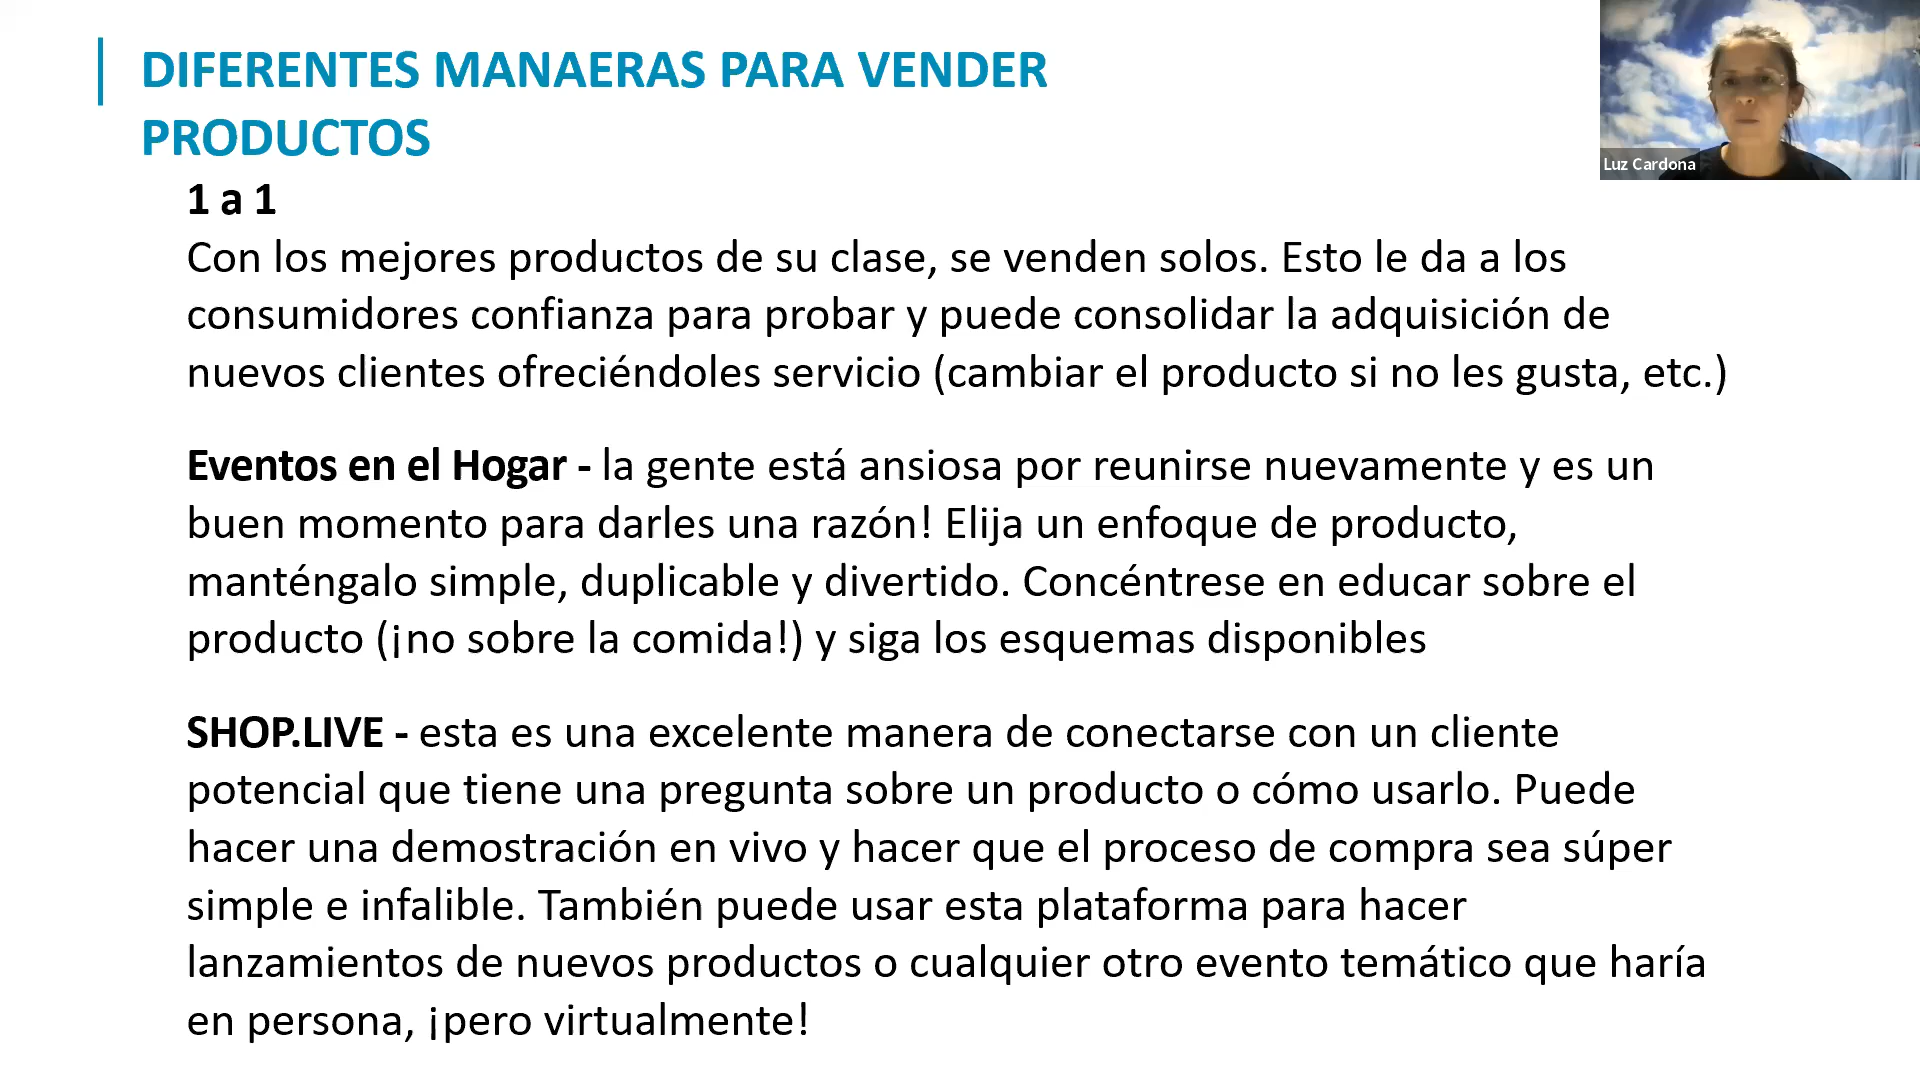 DIFERENTES MANAERAS PARA VENDER
PRODUCTOS
Luz Cardona
1 a 1
Con los mejores productos de su clase, se venden solos. Esto le da a los
consumidores confianza para probar y puede consolidar la adquisición de
nuevos clientes ofreciéndoles servicio (cambiar el producto si no les gusta, etc.)
Eventos en el Hogar - la gente está ansiosa por reunirse nuevamente y es un
buen momento para darles una razón! Elija un enfoque de producto,
manténgalo simple, duplicable y divertido. Concéntrese en educar sobre el
producto (¡no sobre la comida!) y siga los esquemas disponibles
SHOP.LIVE - esta es una excelente manera de conectarse con un cliente
potencial que tiene una pregunta sobre un producto o cómo usarlo. Puede
hacer una demostración en vivo y hacer que el proceso de compra sea súper
simple e infalible. También puede usar esta plataforma para hacer
lanzamientos de nuevos productos o cualquier otro evento temático que haría
en persona, ¡pero virtualmente!